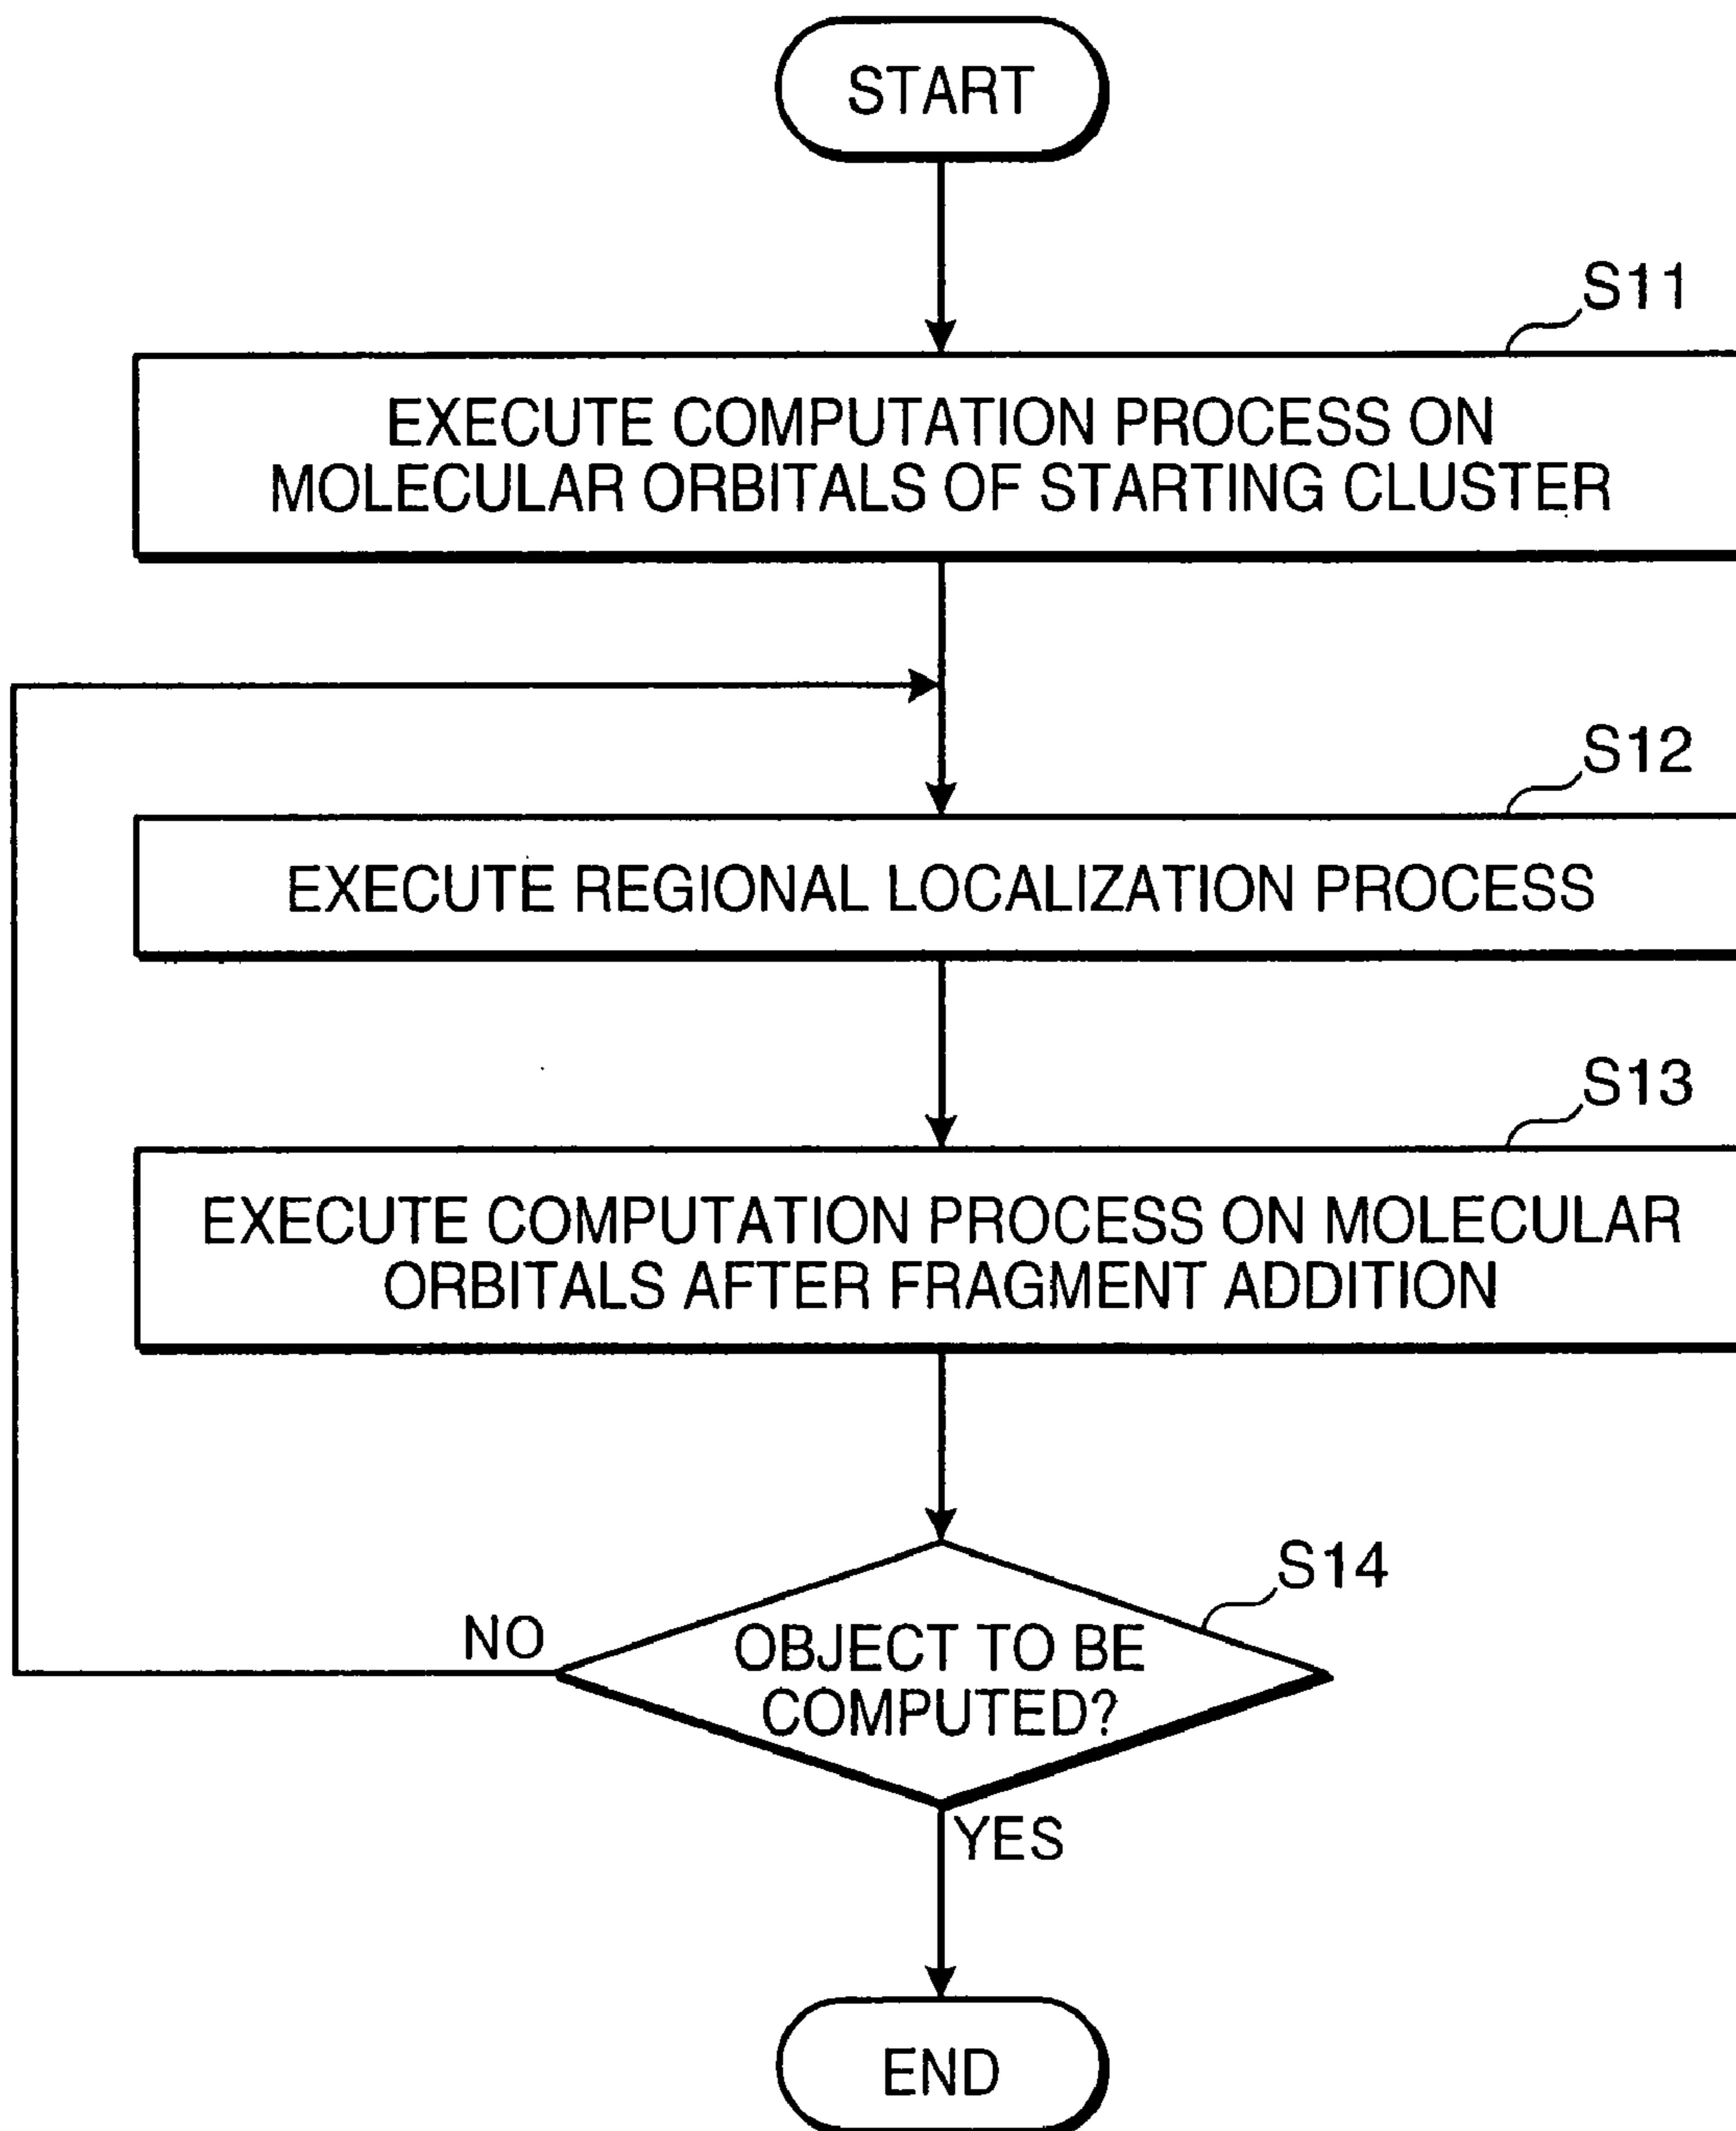 START
S11
EXECUTE COMPUTATION PROCESS ON
MOLECULAR ORBITALS OF STARTING CLUSTER
S12
EXECUTE REGIONAL LOCALIZATION PROCESS
S13
EXECUTE COMPUTATION PROCESS ON MOLECULAR
ORBITALS AFTER FRAGMENT ADDITION
S14
NO
OBJECT TO BE
COMPUTED?
YES
END